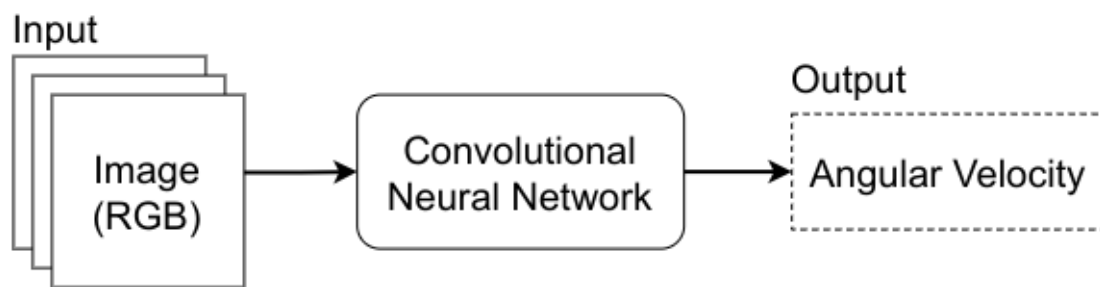 Input
Image
(RGB)
Convolutional
Neural Network
Output
Angular Velocity